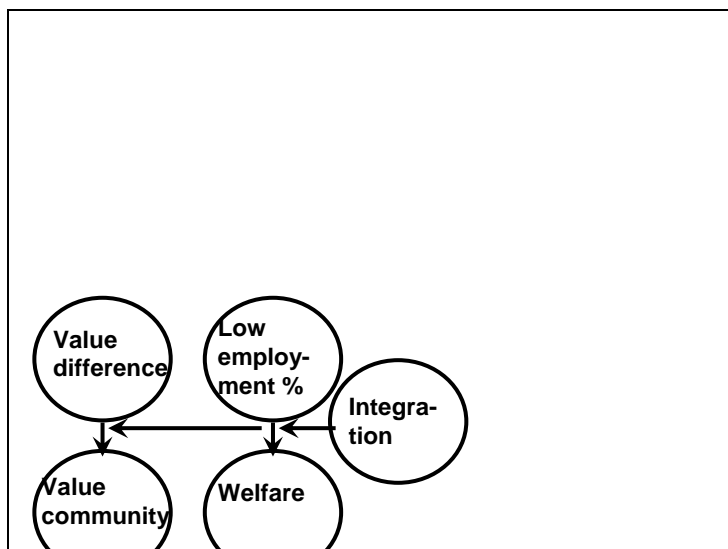 Value
difference
Low
employ-
ment %
Integra-
tion
Value
community
Welfare